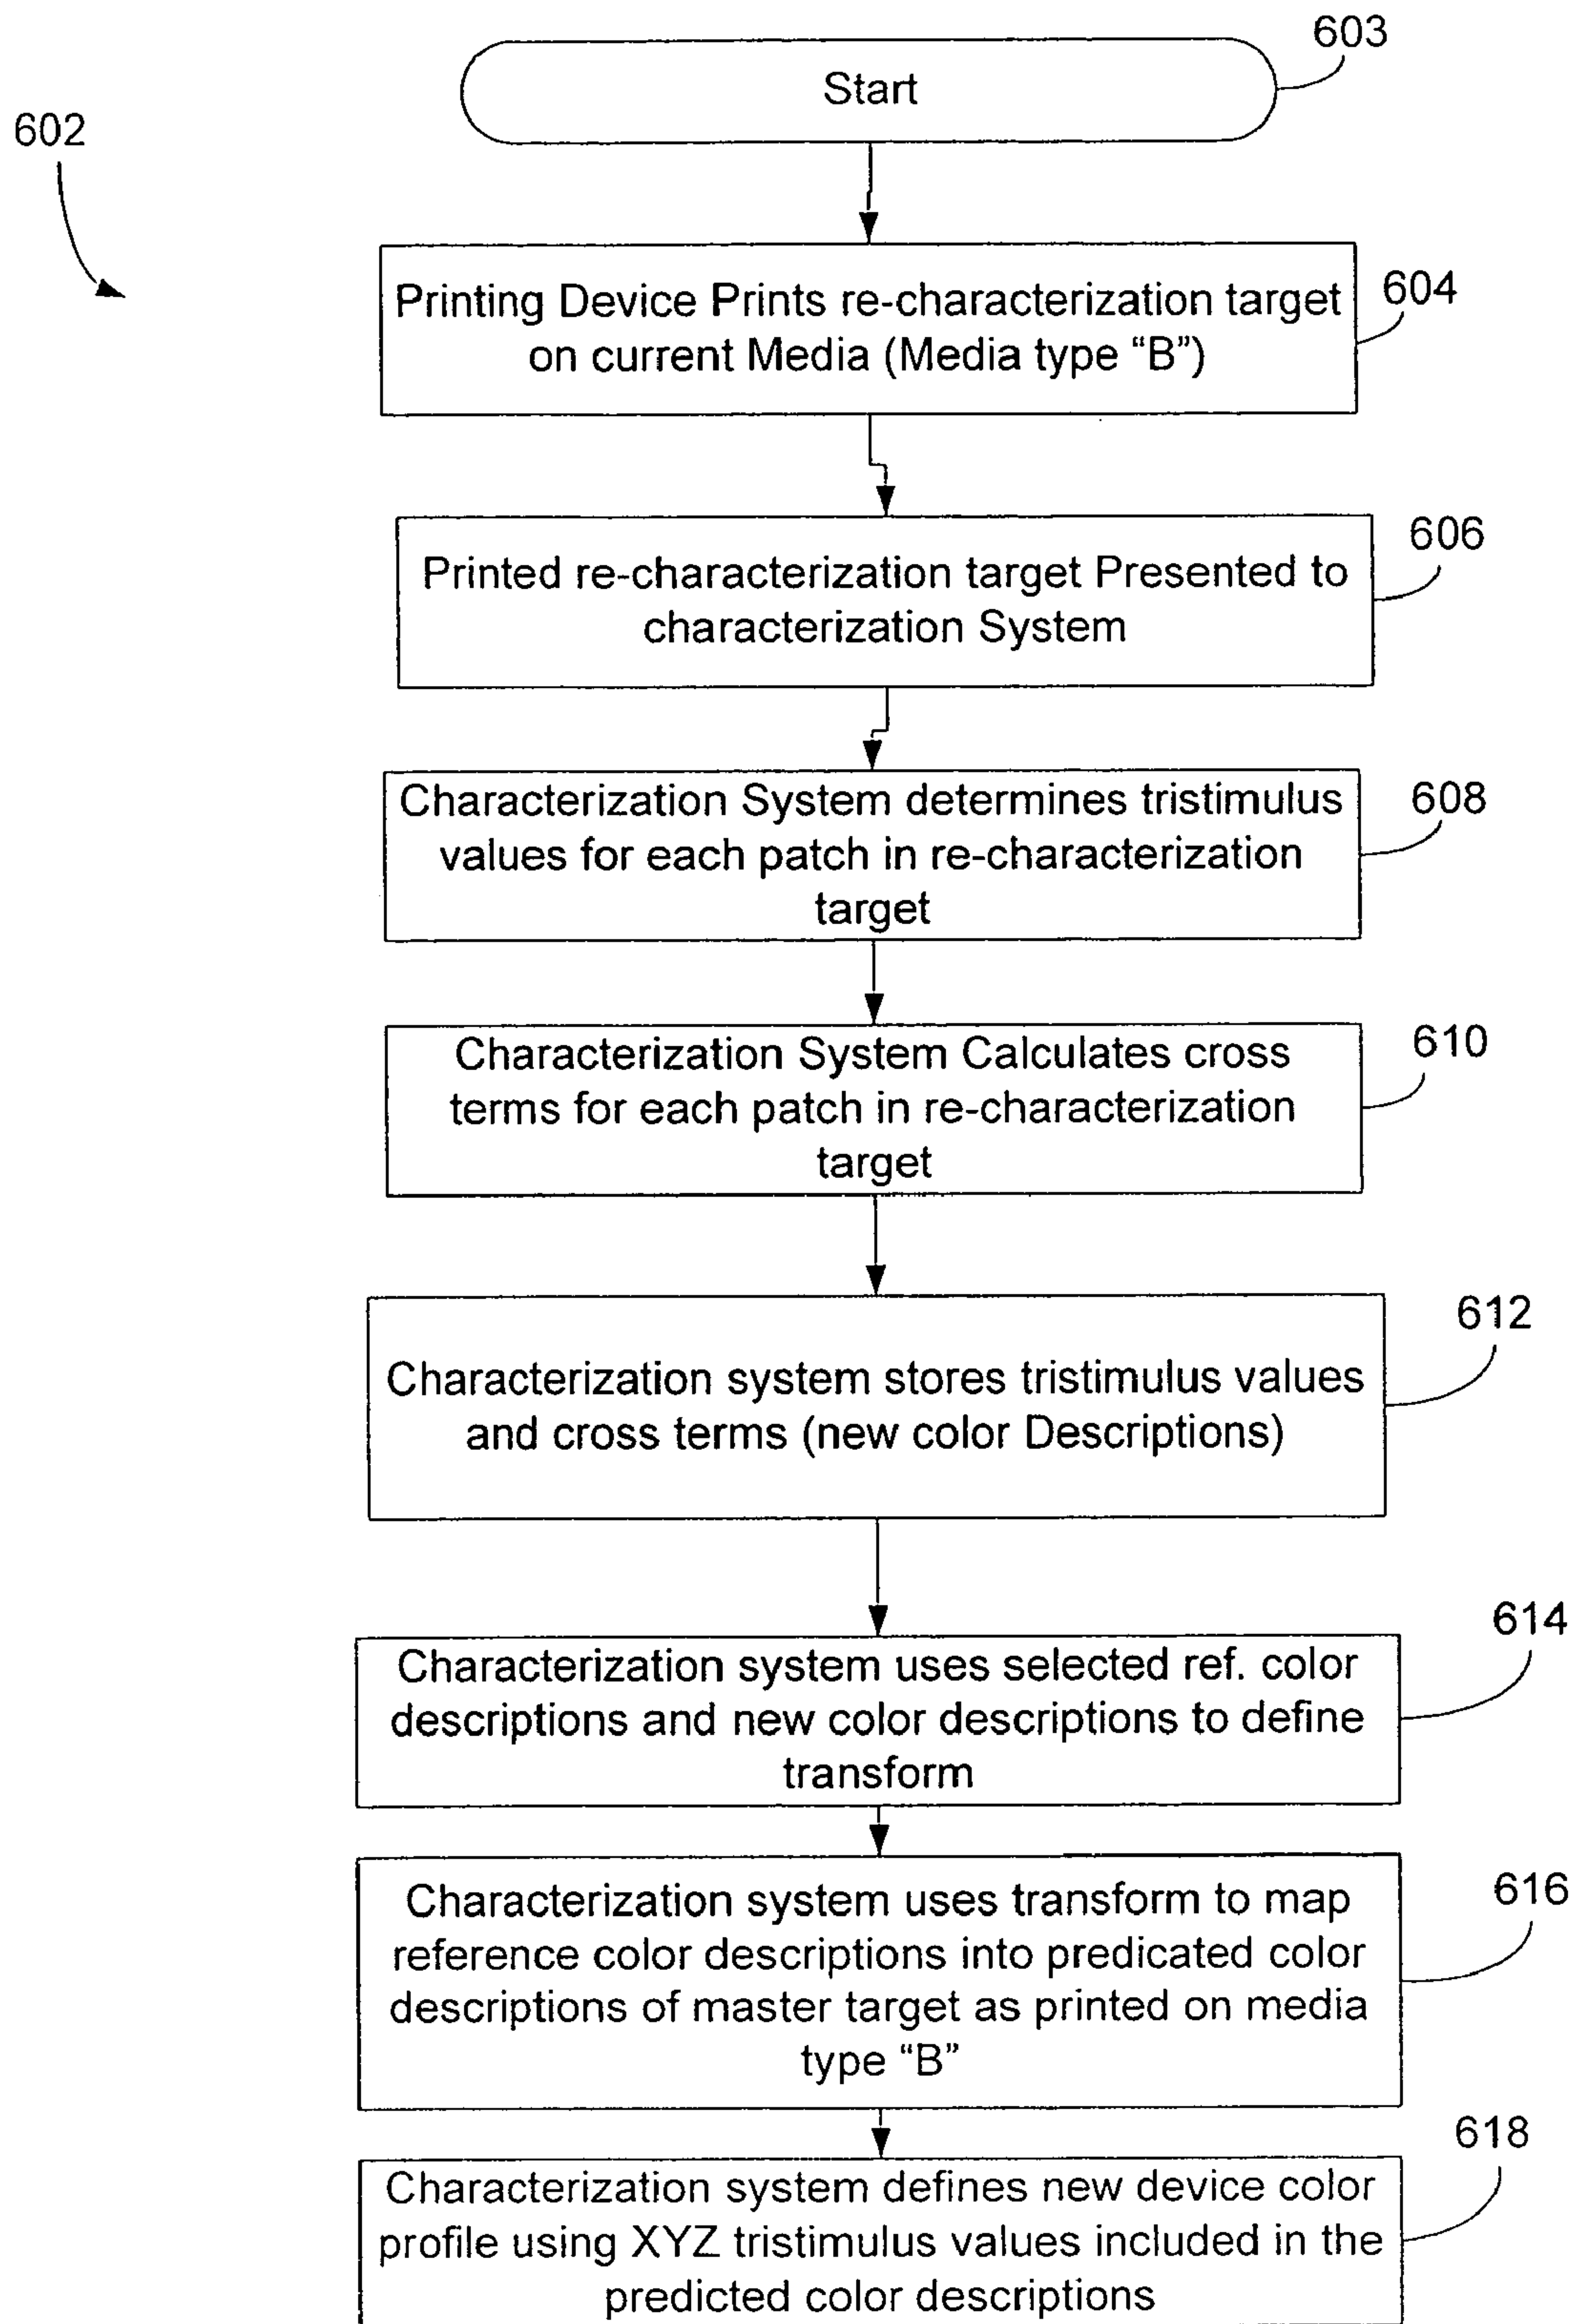 603
Start
602
Printing Device Prints re-characterization target
on current Media (Media type “B”)
604
Printed re-characterization target Presented to
characterization System
606
Characterization System determines tristimulus
values for each patch in re-characterization
target
608
Characterization System Calculates cross
terms for each patch in re-characterization
target
610
Characterization system stores tristimulus values
and cross terms (new color Descriptions)
612
Characterization system uses selected ref. color
descriptions and new color descriptions to define
transform
614
Characterization system uses transform to map
reference color descriptions into predicated color
descriptions of master target as printed on media
type “B”
616
Characterization system defines new device color
profile using XYZ tristimulus values included in the
predicted color descriptions
618